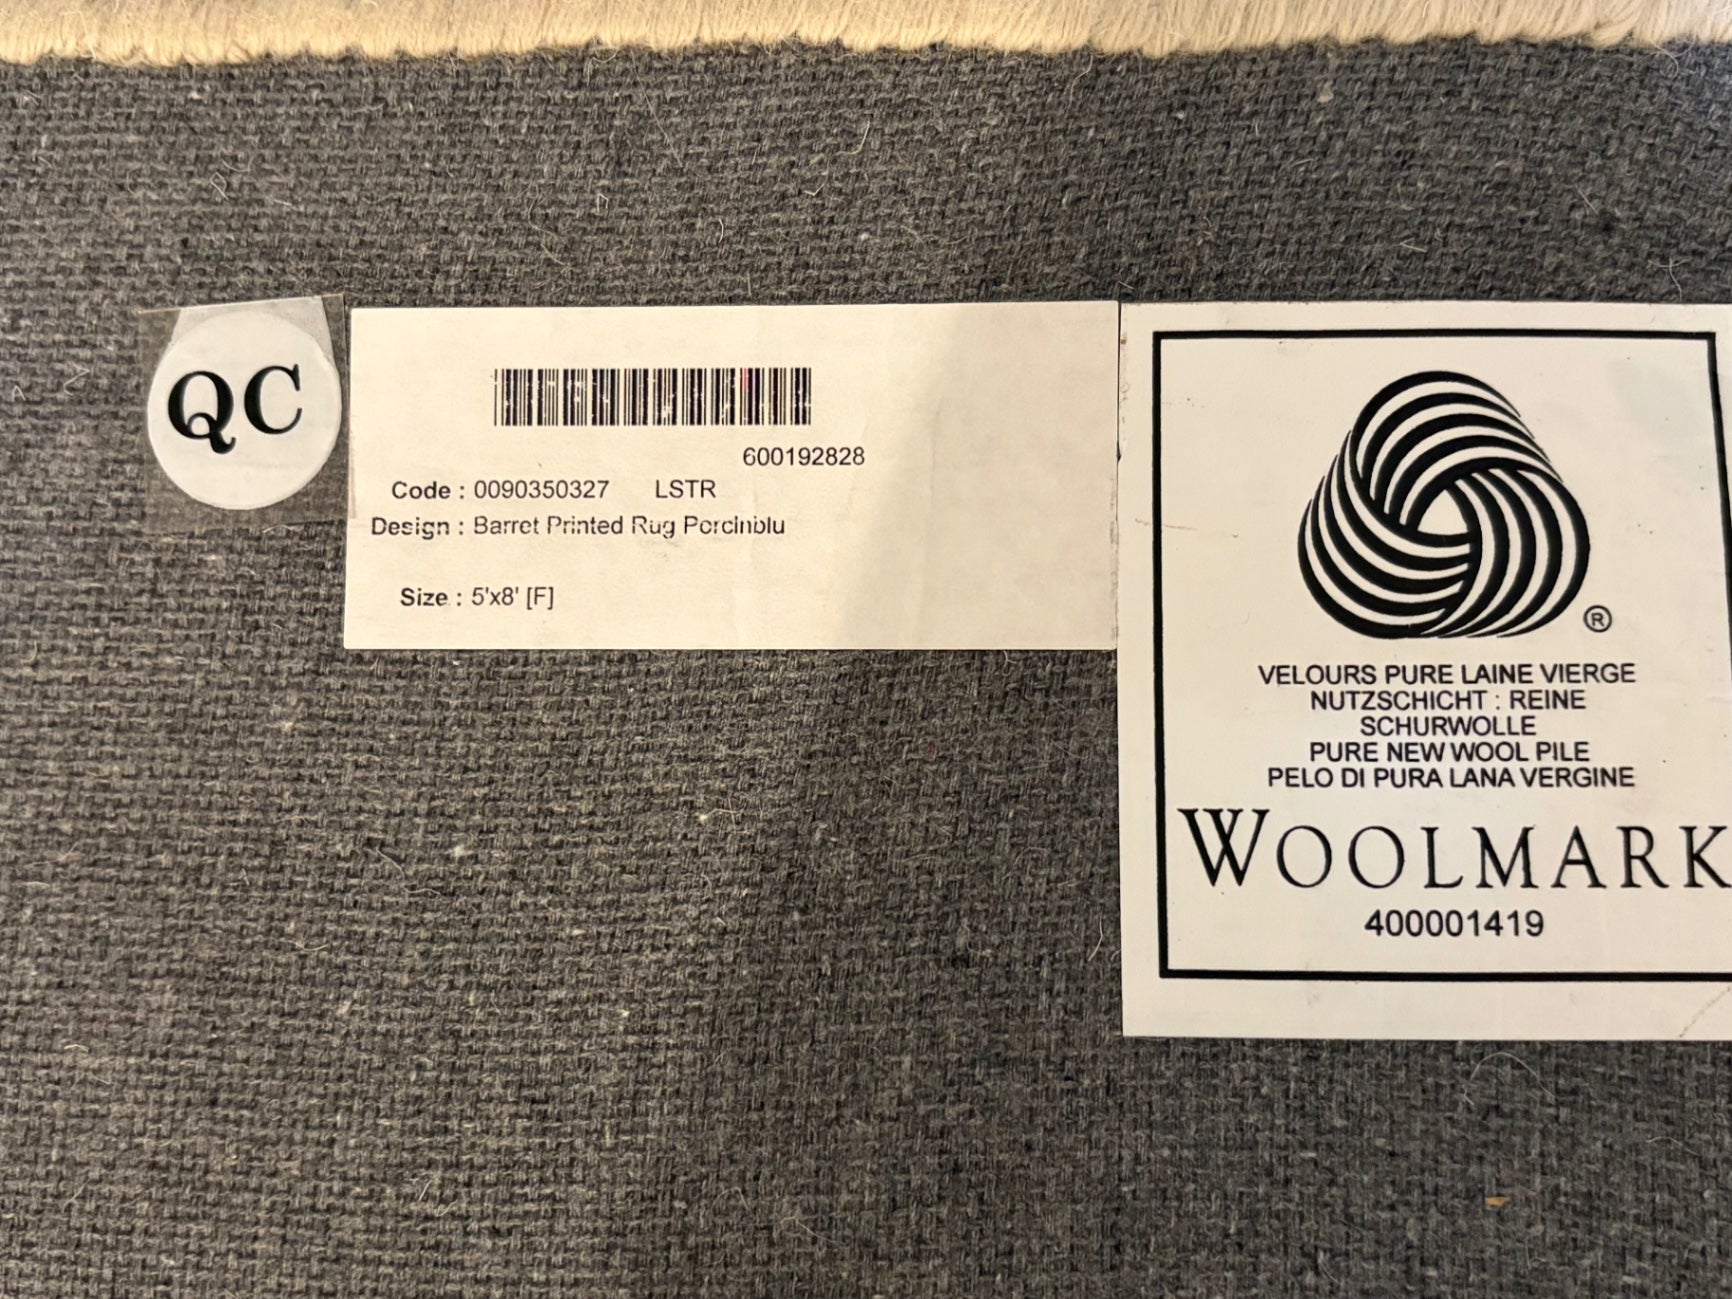 QC
600192828
Code : 0090350327 LSTR
Design : Barret Printed Rug Porcinblu
Size : 5'x8' [F]
®
VELOURS PURE LAINE VIERGE
NUTZSCHICHT : REINE
SCHURWOLLE
PURE NEW WOOL PILE
PELO DI PURA LANA VERGINE
WOOLMARK
400001419